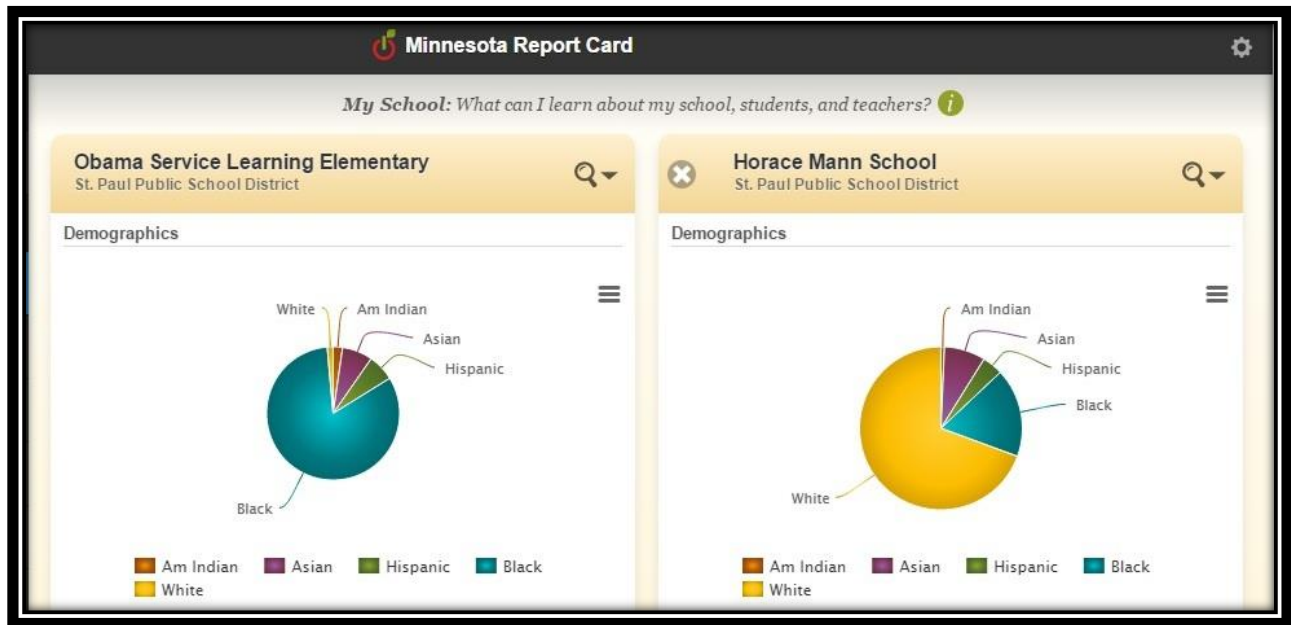 Minnesota Report Card
My School: What can I learn about my school, students, and teachers? i
Obama Service Learning Elementary
St. Paul Public School District
Demographics
White
Am Indian
Asian
Hispanic
Black
Am Indian Asian Hispanic Black
White
Horace Mann School
St. Paul Public School District
Demographics
Am Indian
Asian
Hispanic
Black
White
Am Indian Asian Hispanic Black
White